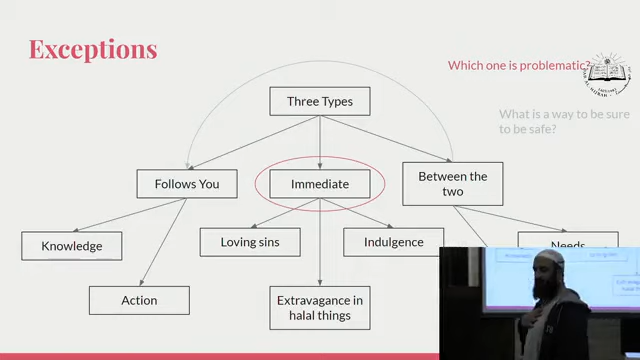 Exceptions
Which one is problematic?
What is a way to be sure
to be safe?
Three Types
Follows You
Immediate
Between the
two
Knowledge
Loving sins
Indulgence
Needs
Action
Extravagance in
halal things